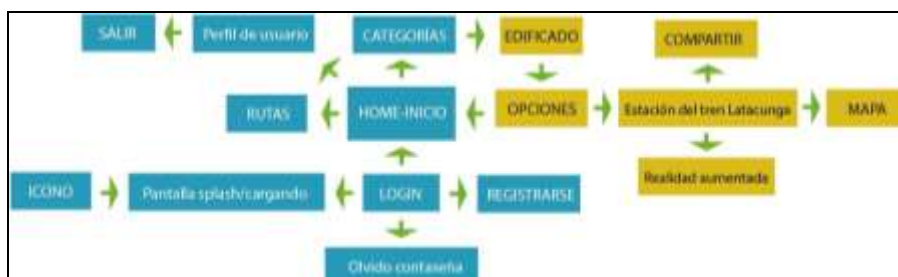 SALIR
Perfil de usuario
CATEGORÍAS
EDIFICADO
COMPARTIR
RUTAS
HOME-INICIO
OPCIONES
Estación del tren Latacunga
MAPA
Realidad aumentada
ICONO
Pantalla splash/cargando
LOGIN
REGISTRARSE
Olvido contaseña